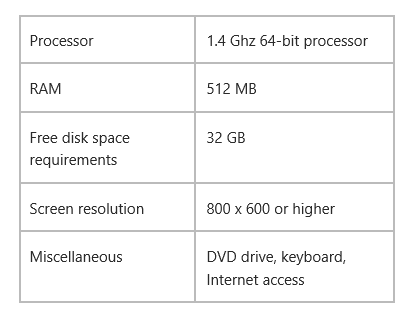 Processor
1.4 Ghz 64-bit processor
RAM
512 MB
Free disk space
requirements
32 GB
Screen resolution
800 x 600 or higher
Miscellaneous
DVD drive, keyboard,
Internet access